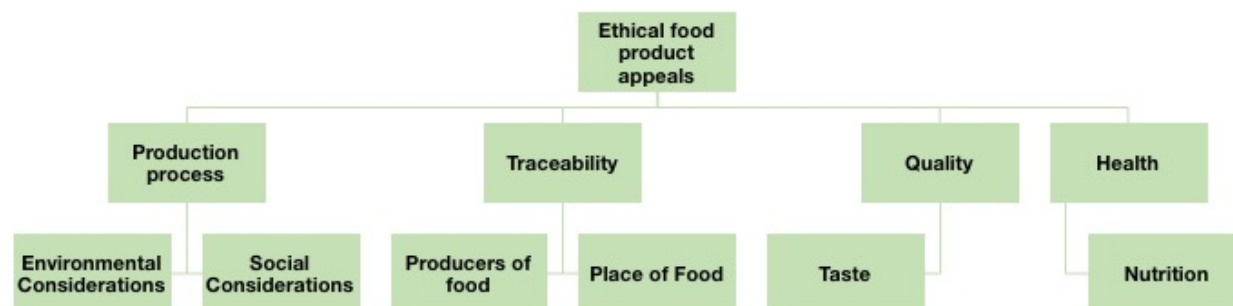 Ethical food
product
appeals
Production
process
Traceability
Quality
Health
Environmental
Considerations
Social
Considerations
Producers of
food
Place of Food
Taste
Nutrition